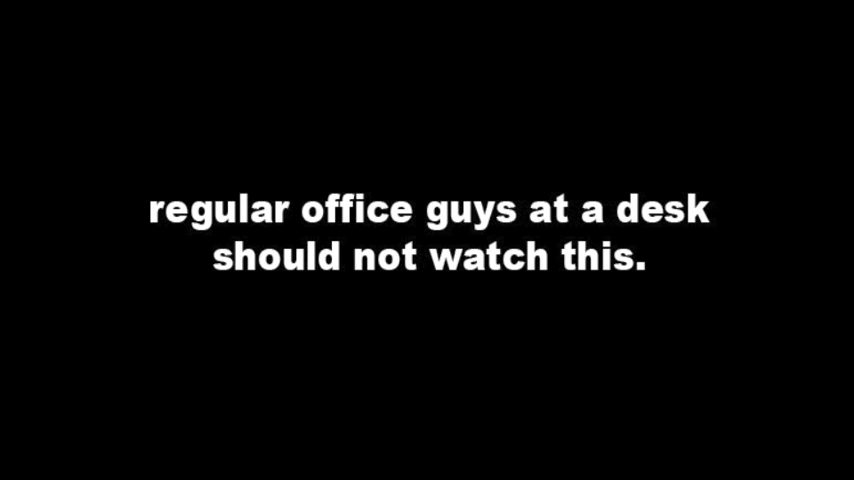 regular office guys at a desk
should not watch this.